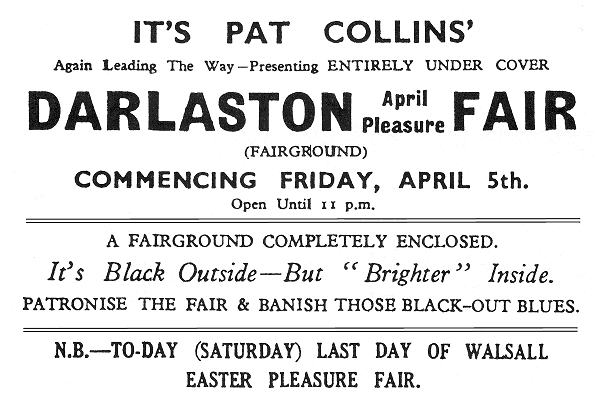 IT'S PAT COLLINS'
Again Leading The Way—Presenting ENTIRELY UNDER COVER
DARLASTON April Pleasure FAIR
(FAIRGROUND)
COMMENCING FRIDAY, APRIL 5th.
Open Until 11 p.m.
A FAIRGROUND COMPLETELY ENCLOSED.
It's Black Outside—But "Brighter" Inside.
PATRONISE THE FAIR & BANISH THOSE BLACK-OUT BLUES.
N.B.—TO-DAY (SATURDAY) LAST DAY OF WALSALL
EASTER PLEASURE FAIR.